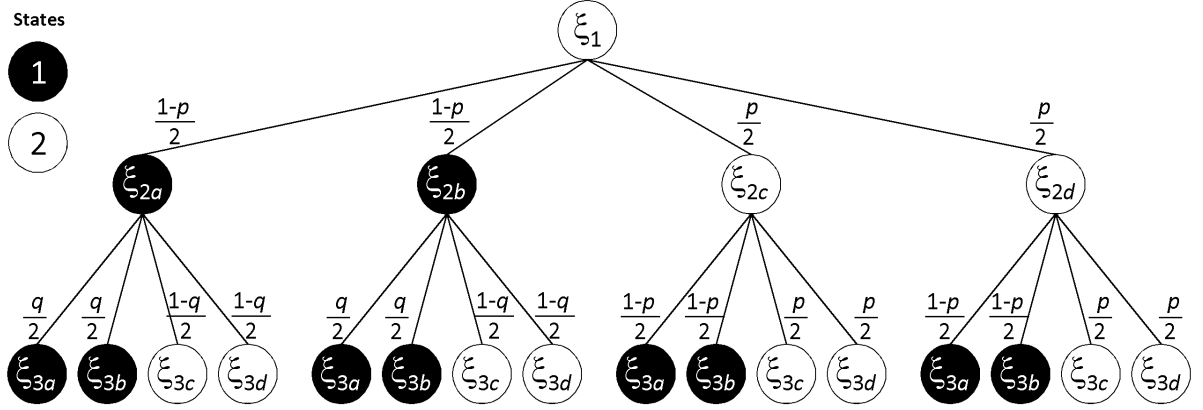 States
1
2
ξ1
1-p/2 1-p/2 p/2 p/2
ξ2a ξ2b ξ2c ξ2d
q/2 q/2 1-q/2 1-q/2 q/2 q/2 1-q/2 1-q/2 1-p/2 1-p/2 p/2 p/2 1-p/2 1-p/2 p/2 p/2
ξ3a ξ3b ξ3c ξ3d ξ3a ξ3b ξ3c ξ3d ξ3a ξ3b ξ3c ξ3d ξ3a ξ3b ξ3c ξ3d